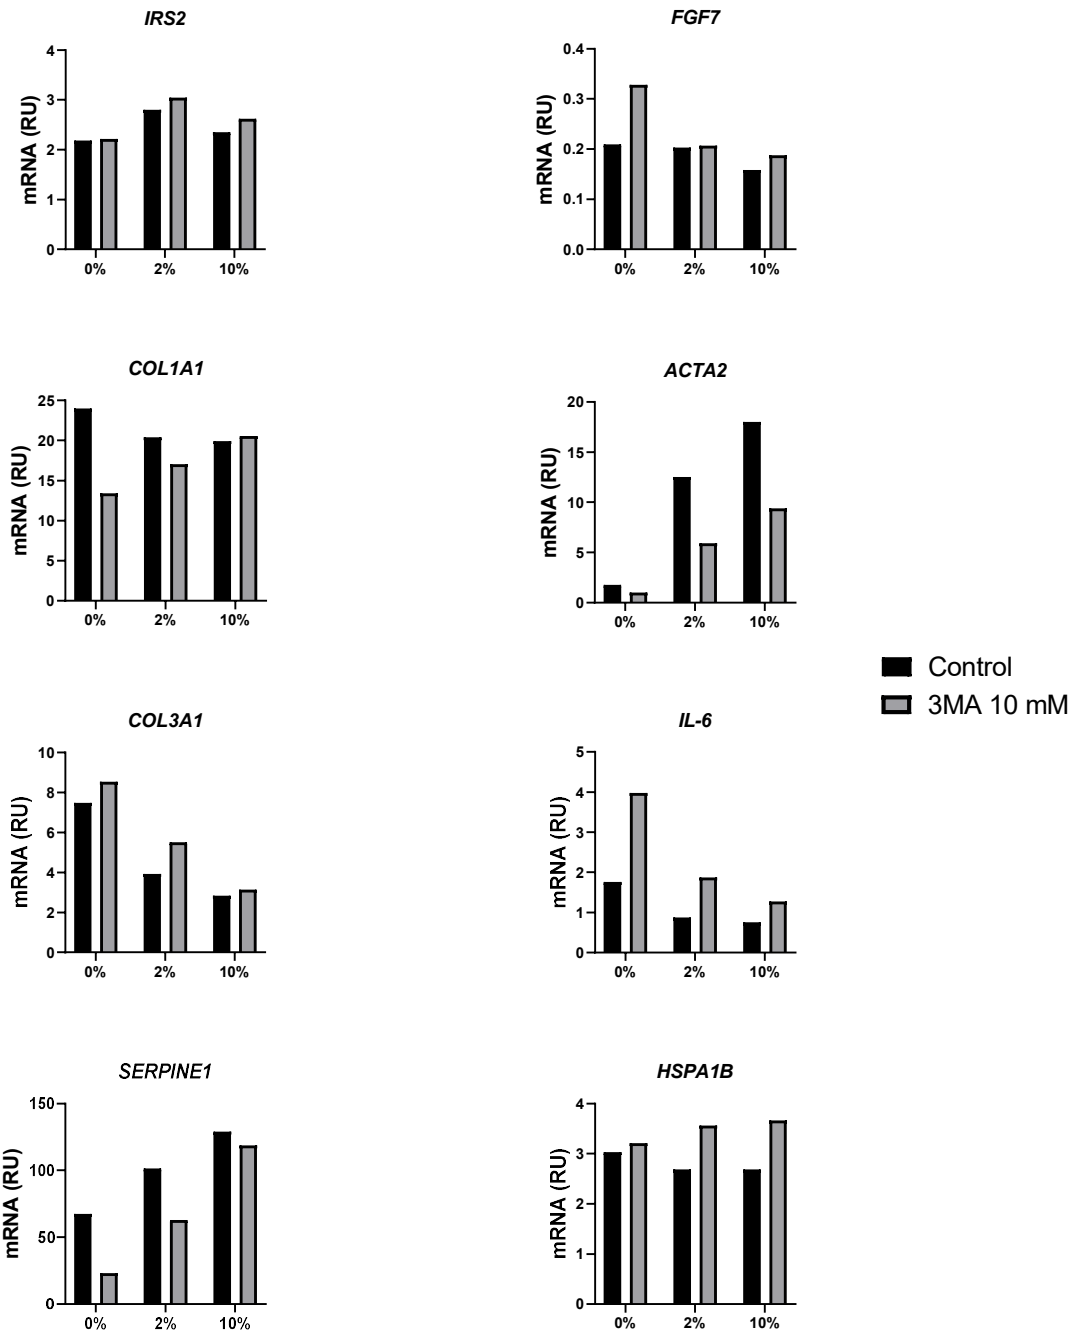 IRS2
mRNA (RU)
4
3
2
1
0
0% 2% 10%
FGF7
mRNA (RU)
0.4
0.3
0.2
0.1
0.0
0% 2% 10%
COL1A1
mRNA (RU)
25
20
15
10
5
0
0% 2% 10%
ACTA2
mRNA (RU)
20
15
10
5
0
0% 2% 10%
Control
3MA 10 mM
COL3A1
mRNA (RU)
10
8
6
4
2
0
0% 2% 10%
IL-6
mRNA (RU)
5
4
3
2
1
0
0% 2% 10%
SERPINE1
mRNA (RU)
150
100
50
0
0% 2% 10%
HSPA1B
mRNA (RU)
4
3
2
1
0
0% 2% 10%